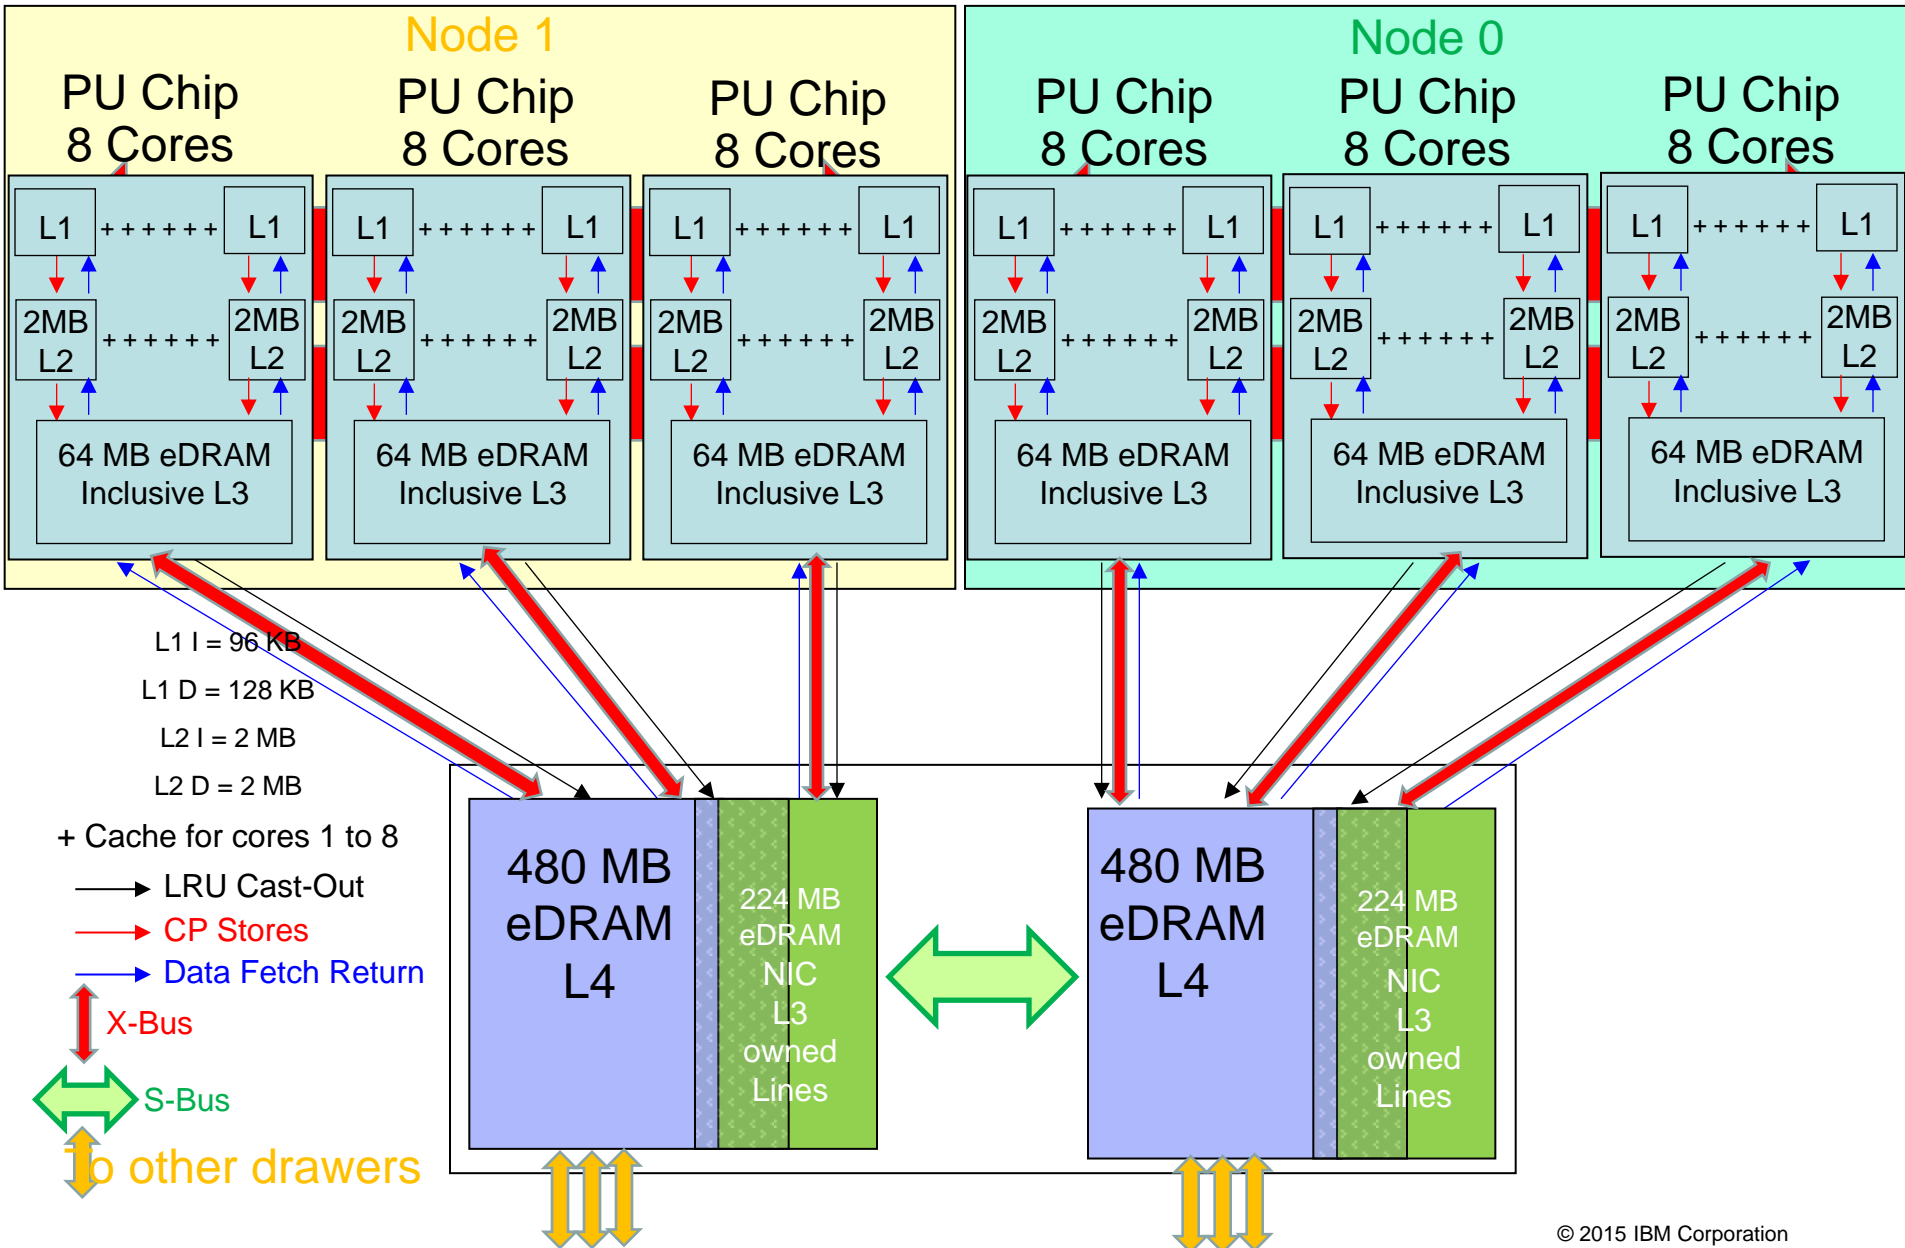 Node 1
Node 0
PU Chip
8 Cores
PU Chip
8 Cores
PU Chip
8 Cores
PU Chip
8 Cores
PU Chip
8 Cores
PU Chip
8 Cores
L1 ++++++ L1
2MB
L2
++++++
2MB
L2
64 MB eDRAM
Inclusive L3
L1 ++++++ L1
2MB
L2
++++++
2MB
L2
64 MB eDRAM
Inclusive L3
L1 ++++++ L1
2MB
L2
++++++
2MB
L2
64 MB eDRAM
Inclusive L3
L1 ++++++ L1
2MB
L2
++++++
2MB
L2
64 MB eDRAM
Inclusive L3
L1 ++++++ L1
2MB
L2
++++++
2MB
L2
64 MB eDRAM
Inclusive L3
L1 ++++++ L1
2MB
L2
++++++
2MB
L2
64 MB eDRAM
Inclusive L3
L1 I = 96 KB
L1 D = 128 KB
L2 I = 2 MB
L2 D = 2 MB
+ Cache for cores 1 to 8
LRU Cast-Out
CP Stores
Data Fetch Return
X-Bus
S-Bus
To other drawers
480 MB
eDRAM
L4
224 MB
eDRAM
NIC
L3
owned
Lines
480 MB
eDRAM
L4
224 MB
eDRAM
NIC
L3
owned
Lines
© 2015 IBM Corporation